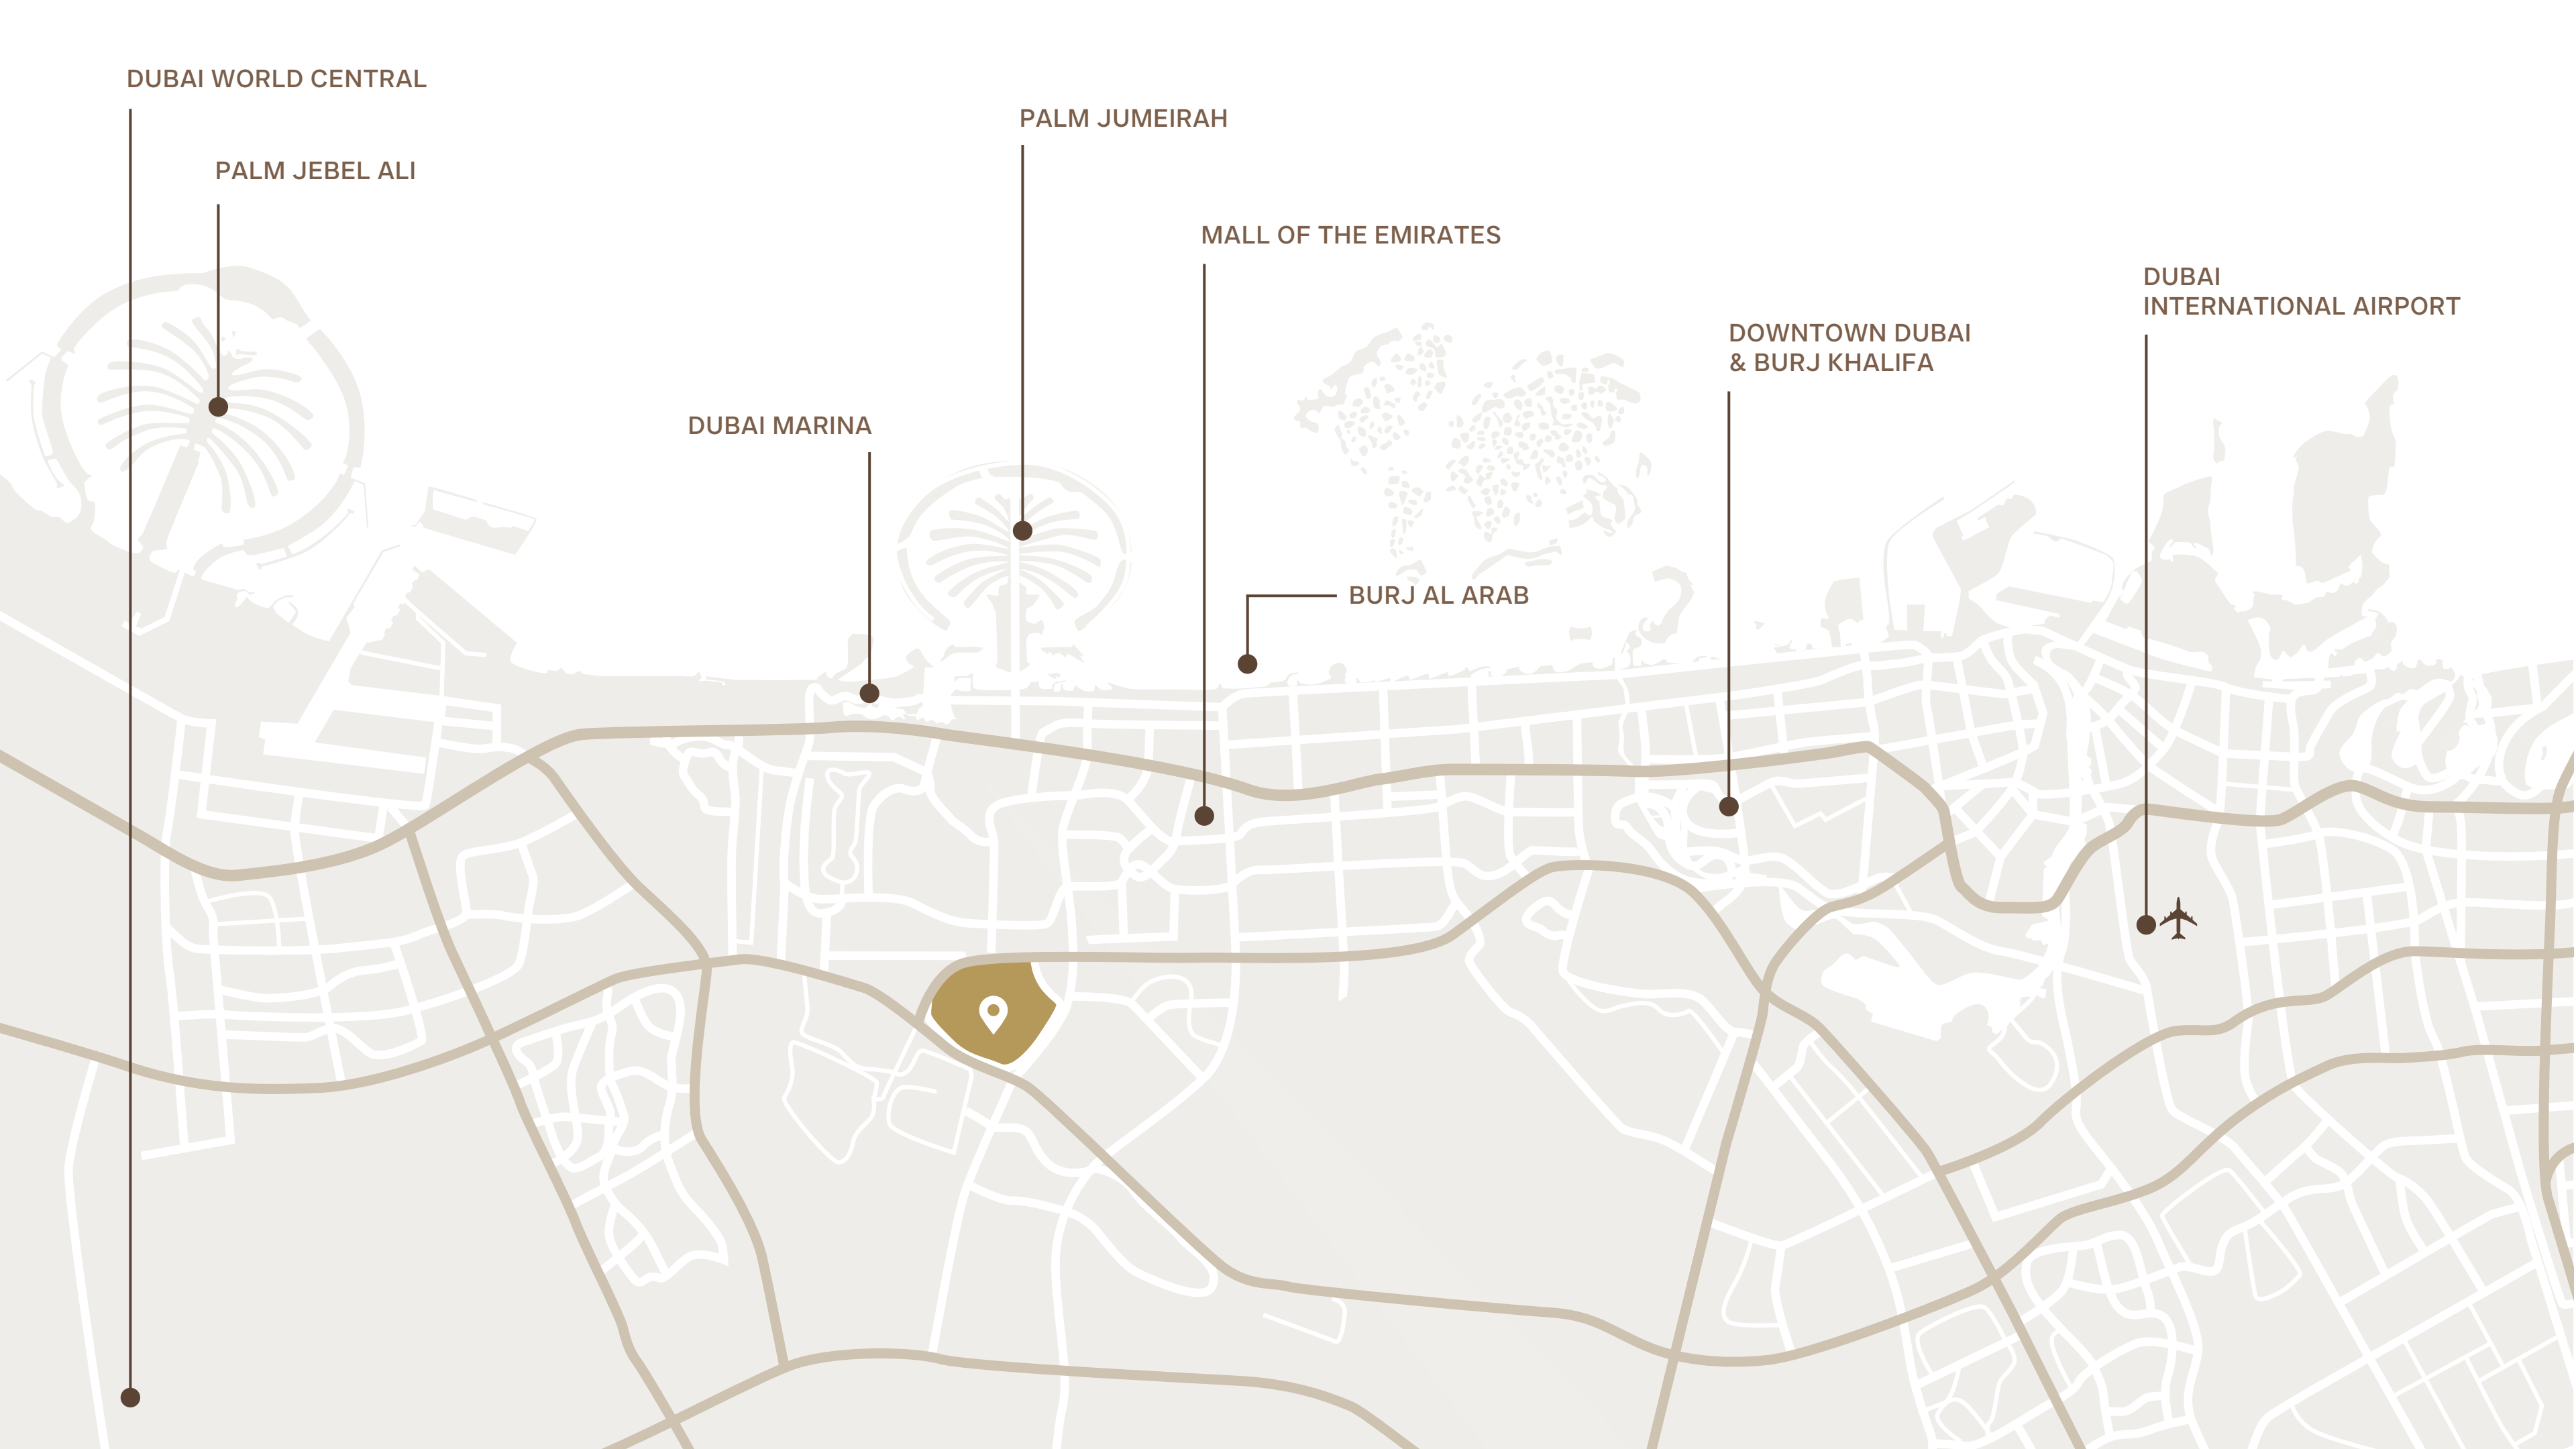 DUBAI WORLD CENTRAL
PALM JEBEL ALI
PALM JUMEIRAH
MALL OF THE EMIRATES
DUBAI
INTERNATIONAL AIRPORT
DOWNTOWN DUBAI
& BURJ KHALIFA
DUBAI MARINA
BURJ AL ARAB